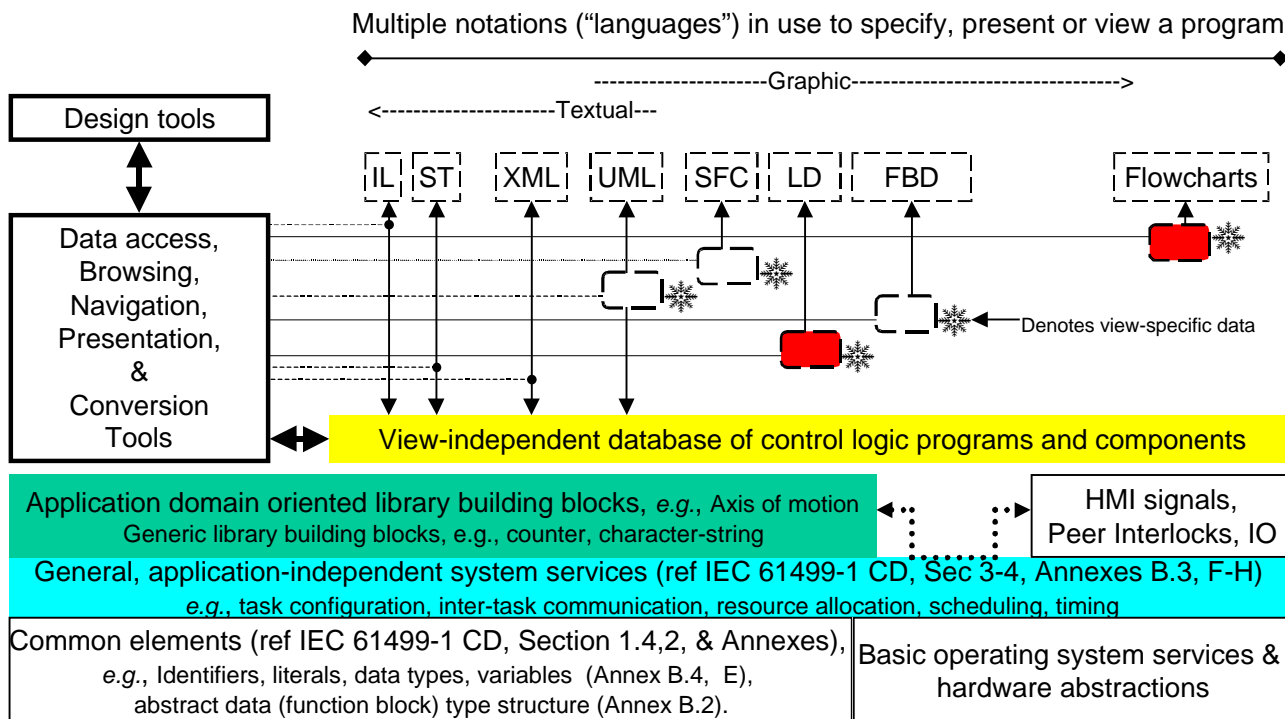 Multiple notations (“languages”) in use to specify, present or view a program
--------------------Graphic------------------------------->
<----------------------Textual---
Design tools
IL ST XML UML SFC LD FBD Flowcharts
Data access,
Browsing,
Navigation,
Presentation,
&
Conversion
Tools
Denotes view-specific data
View-independent database of control logic programs and components
Application domain oriented library building blocks, e.g., Axis of motion
Generic library building blocks, e.g., counter, character-string
HMI signals,
Peer Interlocks, IO
General, application-independent system services (ref IEC 61499-1 CD, Sec 3-4, Annexes B.3, F-H)
e.g., task configuration, inter-task communication, resource allocation, scheduling, timing
Common elements (ref IEC 61499-1 CD, Section 1.4,2, & Annexes),
e.g., Identifiers, literals, data types, variables (Annex B.4, E),
abstract data (function block) type structure (Annex B.2).
Basic operating system services &
hardware abstractions